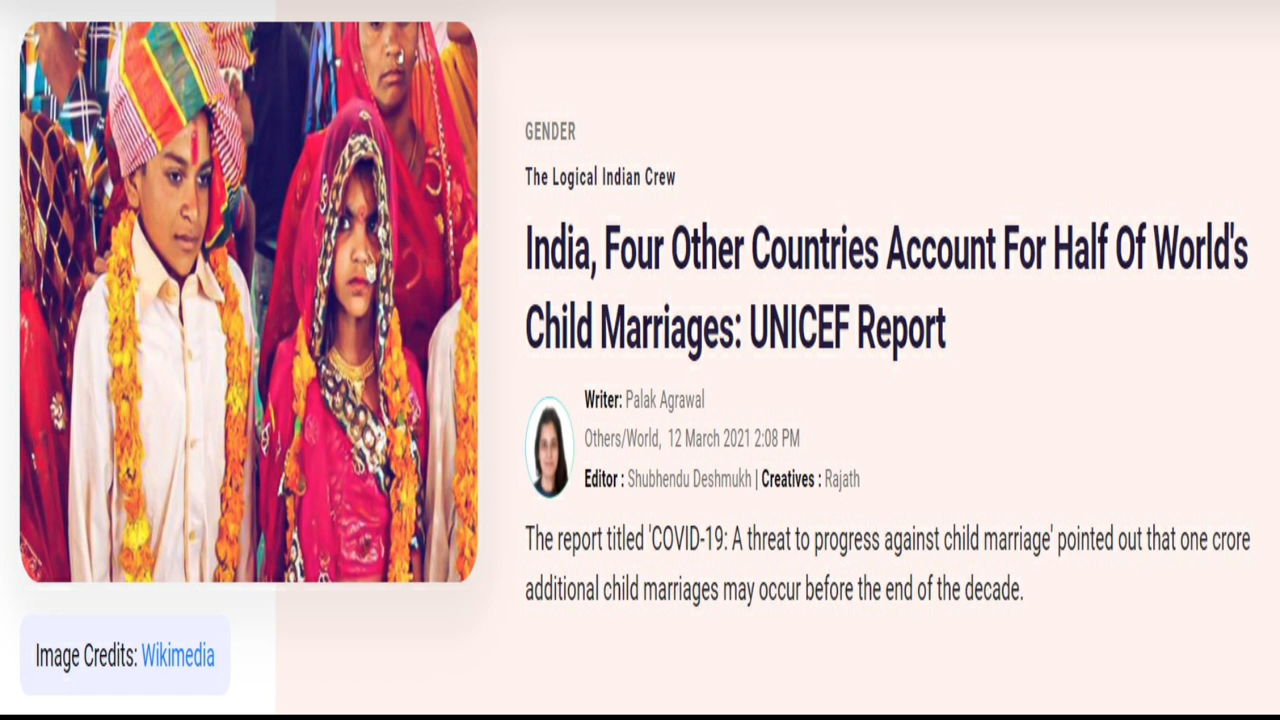 GENDER
The Logical Indian Crew
India, Four Other Countries Account For Half Of World's
Child Marriages: UNICEF Report
Writer: Palak Agrawal
Others/World, 12 March 2021 2:08 PM
Editor : Shubhendu Deshmukh | Creatives : Rajath
The report titled 'COVID-19: A threat to progress against child marriage' pointed out that one crore
additional child marriages may occur before the end of the decade.
Image Credits: Wikimedia